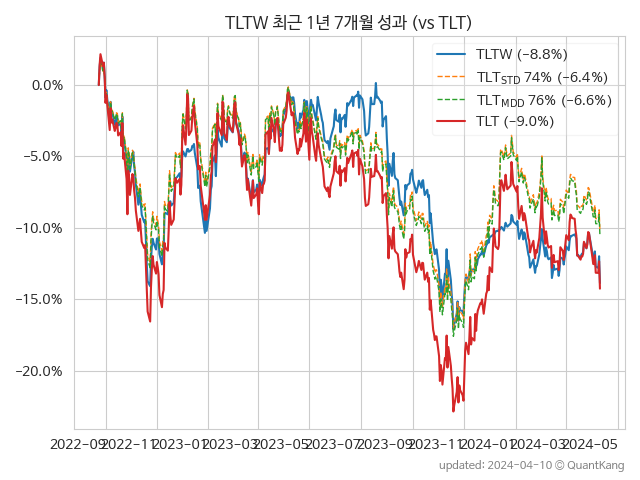 TLTW 최근 1년 7개월 성과 (vs TLT)
TLTW (−8.8%)
TLT_STD 74% (−6.4%)
TLT_MDD 76% (−6.6%)
TLT (−9.0%)
0.0%
−5.0%
−10.0%
−15.0%
−20.0%
2022-09 2022-11 2023-01 2023-03 2023-05 2023-07 2023-09 2023-11 2024-01 2024-03 2024-05
updated: 2024-04-10 © QuantKang